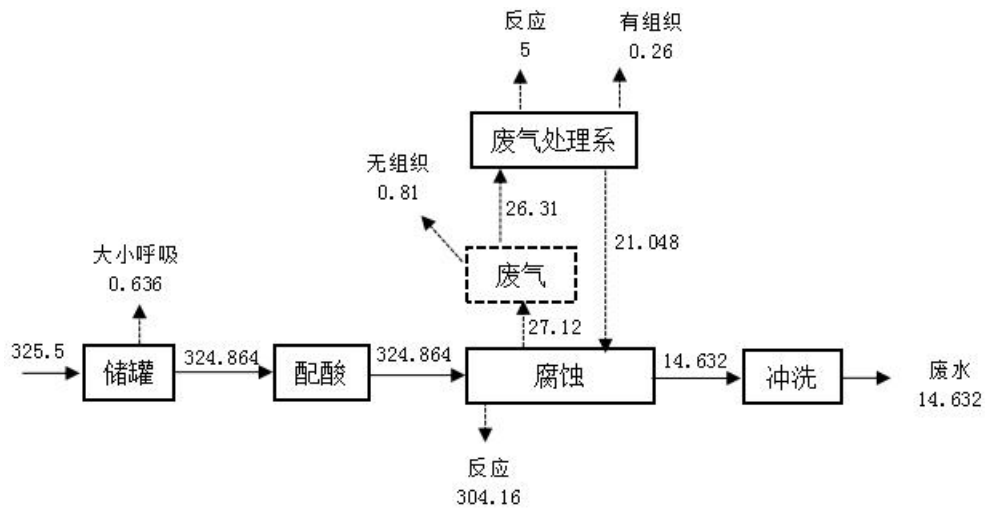 反应
5
有组织
0.26
废气处理系
无组织
0.81
26.31
21.048
大小呼吸
0.636
废气
27.12
325.5
储罐
324.864
配酸
324.864
腐蚀
14.632
冲洗
废水
14.632
反应
304.16